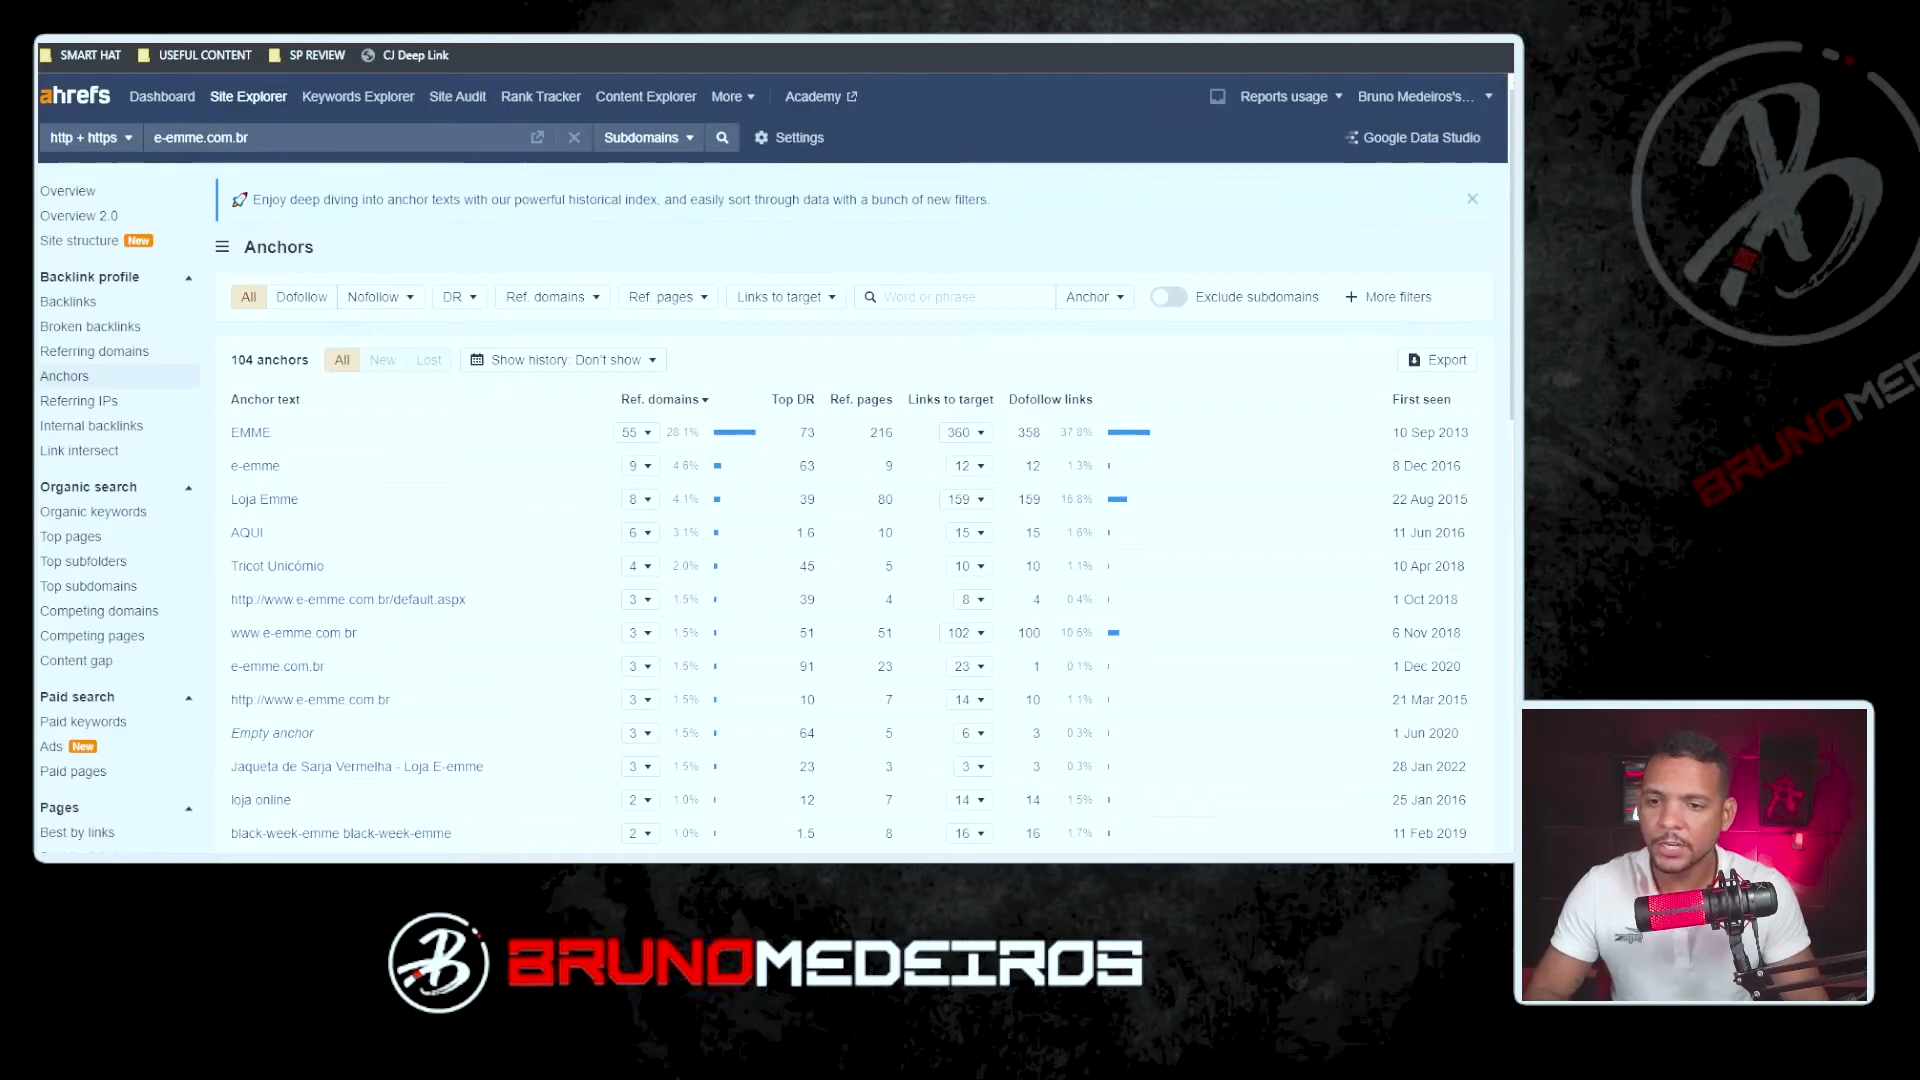 SMART HAT USEFUL CONTENT SP REVIEW CJ Deep Link
ahrefs Dashboard Site Explorer Keywords Explorer Site Audit Rank Tracker Content Explorer More Academy Reports usage Bruno Medeiros's...
http + https e-emme.com.br Subdomains Settings Google Data Studio
Overview
Overview 2.0
Site structure New
Backlink profile
Backlinks
Broken backlinks
Referring domains
Anchors
Referring IPs
Internal backlinks
Link intersect
Organic search
Organic keywords
Top pages
Top subfolders
Top subdomains
Competing domains
Competing pages
Content gap
Paid search
Paid keywords
Ads New
Paid pages
Pages
Best by links
Enjoy deep diving into anchor texts with our powerful historical index, and easily sort through data with a bunch of new filters.
Anchors
All Dofollow Nofollow DR Ref. domains Ref. pages Links to target Word or phrase Anchor Exclude subdomains + More filters
104 anchors All New Lost Show history: Don't show Export
Anchor text Ref. domains Top DR Ref. pages Links to target Dofollow links First seen
EMME 55 28.1% 73 216 360 358 37.8% 10 Sep 2013
e-emme 9 4.6% 63 9 12 12 1.3% 8 Dec 2016
Loja Emme 8 4.1% 39 80 159 159 16.8% 22 Aug 2015
AQUI 6 3.1% 1.6 10 15 15 1.6% 11 Jun 2016
Tricot Unicórnio 4 2.0% 45 5 10 10 1.1% 10 Apr 2018
http://www.e-emme.com.br/default.aspx 3 1.5% 39 4 8 4 0.4% 1 Oct 2018
www.e-emme.com.br 3 1.5% 51 51 102 100 10.6% 6 Nov 2018
e-emme.com.br 3 1.5% 91 23 23 1 0.1% 1 Dec 2020
http://www.e-emme.com.br 3 1.5% 10 7 14 10 1.1% 21 Mar 2015
Empty anchor 3 1.5% 64 5 6 3 0.3% 1 Jun 2020
Jaqueta de Sarja Vermelha - Loja E-emme 3 1.5% 23 3 3 3 0.3% 28 Jan 2022
loja online 2 1.0% 12 7 14 14 1.5% 25 Jan 2016
black-week-emme black-week-emme 2 1.0% 1.5 8 16 16 1.7% 11 Feb 2019
BRUNOMED
B BRUNOMEDEIROS